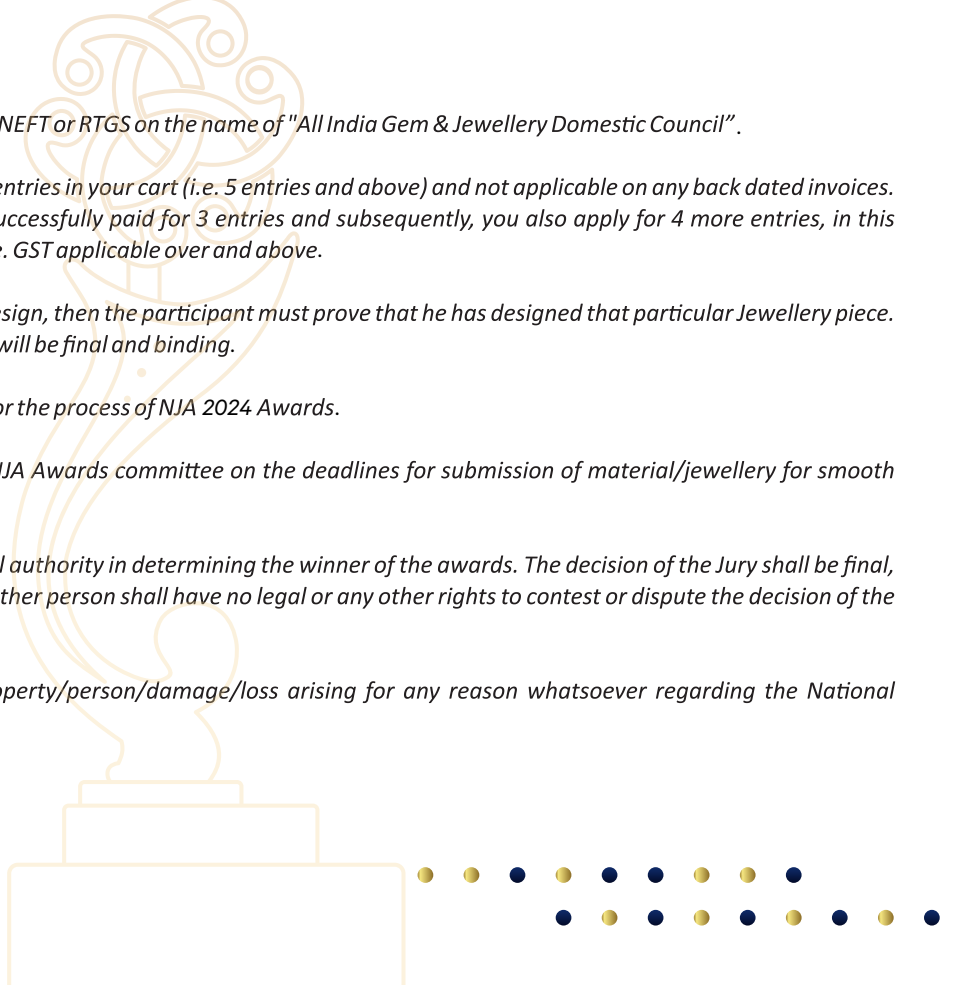 NEFT or RTGS on the name of "All India Gem & Jewellery Domestic Council”.
entries in your cart (i.e. 5 entries and above) and not applicable on any back dated invoices.
successfully paid for 3 entries and subsequently, you also apply for 4 more entries, in this
e. GST applicable over and above.
esign, then the participant must prove that he has designed that particular Jewellery piece.
will be final and binding.
or the process of NJA 2024 Awards.
NJA Awards committee on the deadlines for submission of material/jewellery for smooth
l authority in determining the winner of the awards. The decision of the Jury shall be final,
ther person shall have no legal or any other rights to contest or dispute the decision of the
operty/person/damage/loss arising for any reason whatsoever regarding the National